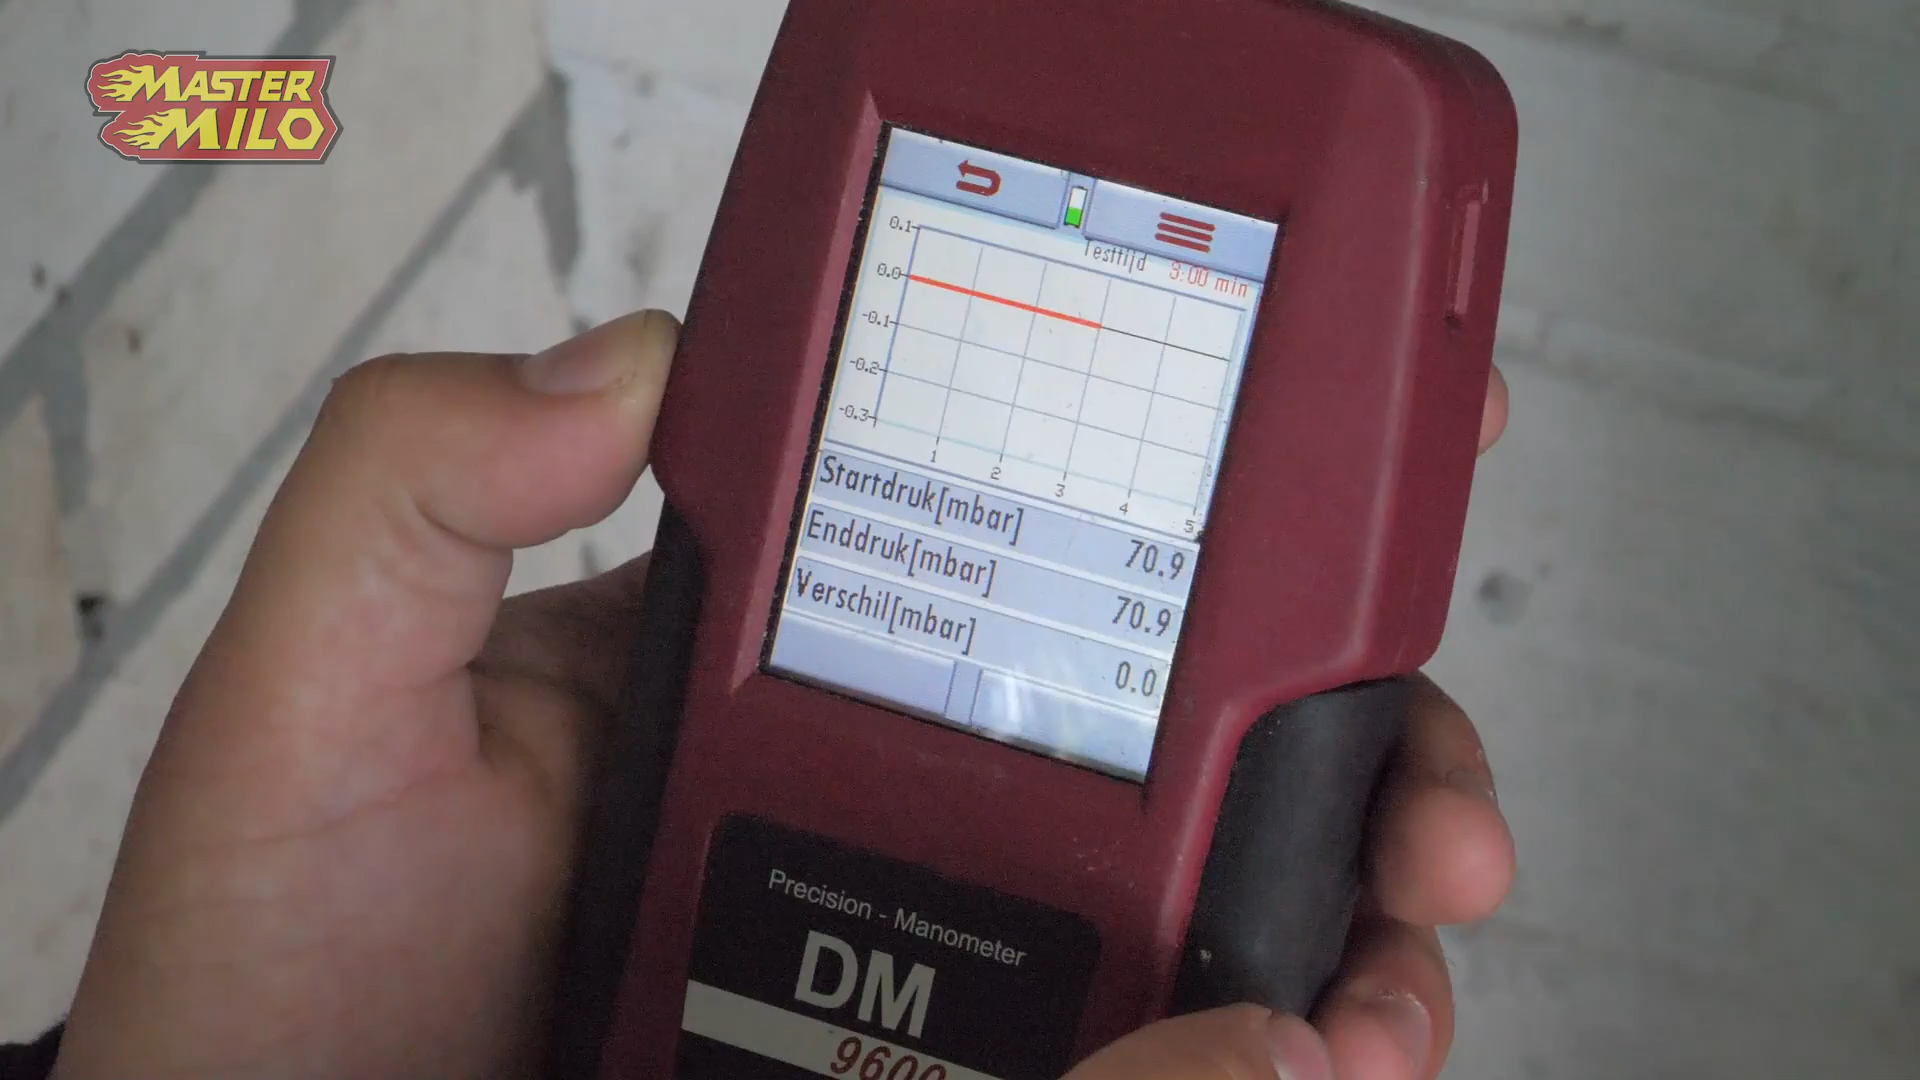 MASTER
MILO
Testtijd 3:00 min
0.1
0.0
-0.1
-0.2
-0.3
1 2 3 4 5
Startdruk[mbar] 70.9
Enddruk[mbar] 70.9
Verschil[mbar] 0.0
Precision - Manometer
DM
9600